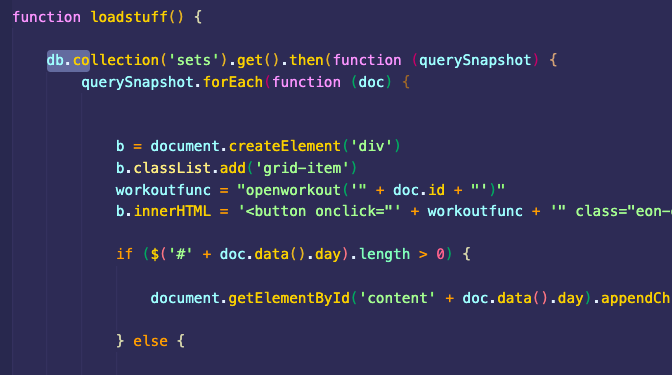 function loadstuff() {
db.collection('sets').get().then(function (querySnapshot) {
querySnapshot.forEach(function (doc) {
b = document.createElement('div')
b.classList.add('grid-item')
workoutfunc = "openworkout('" + doc.id + "')"
b.innerHTML = '<button onclick="' + workoutfunc + '" class="eon-
if ($('#' + doc.data().day).length > 0) {
document.getElementById('content' + doc.data().day).appendCh
} else {